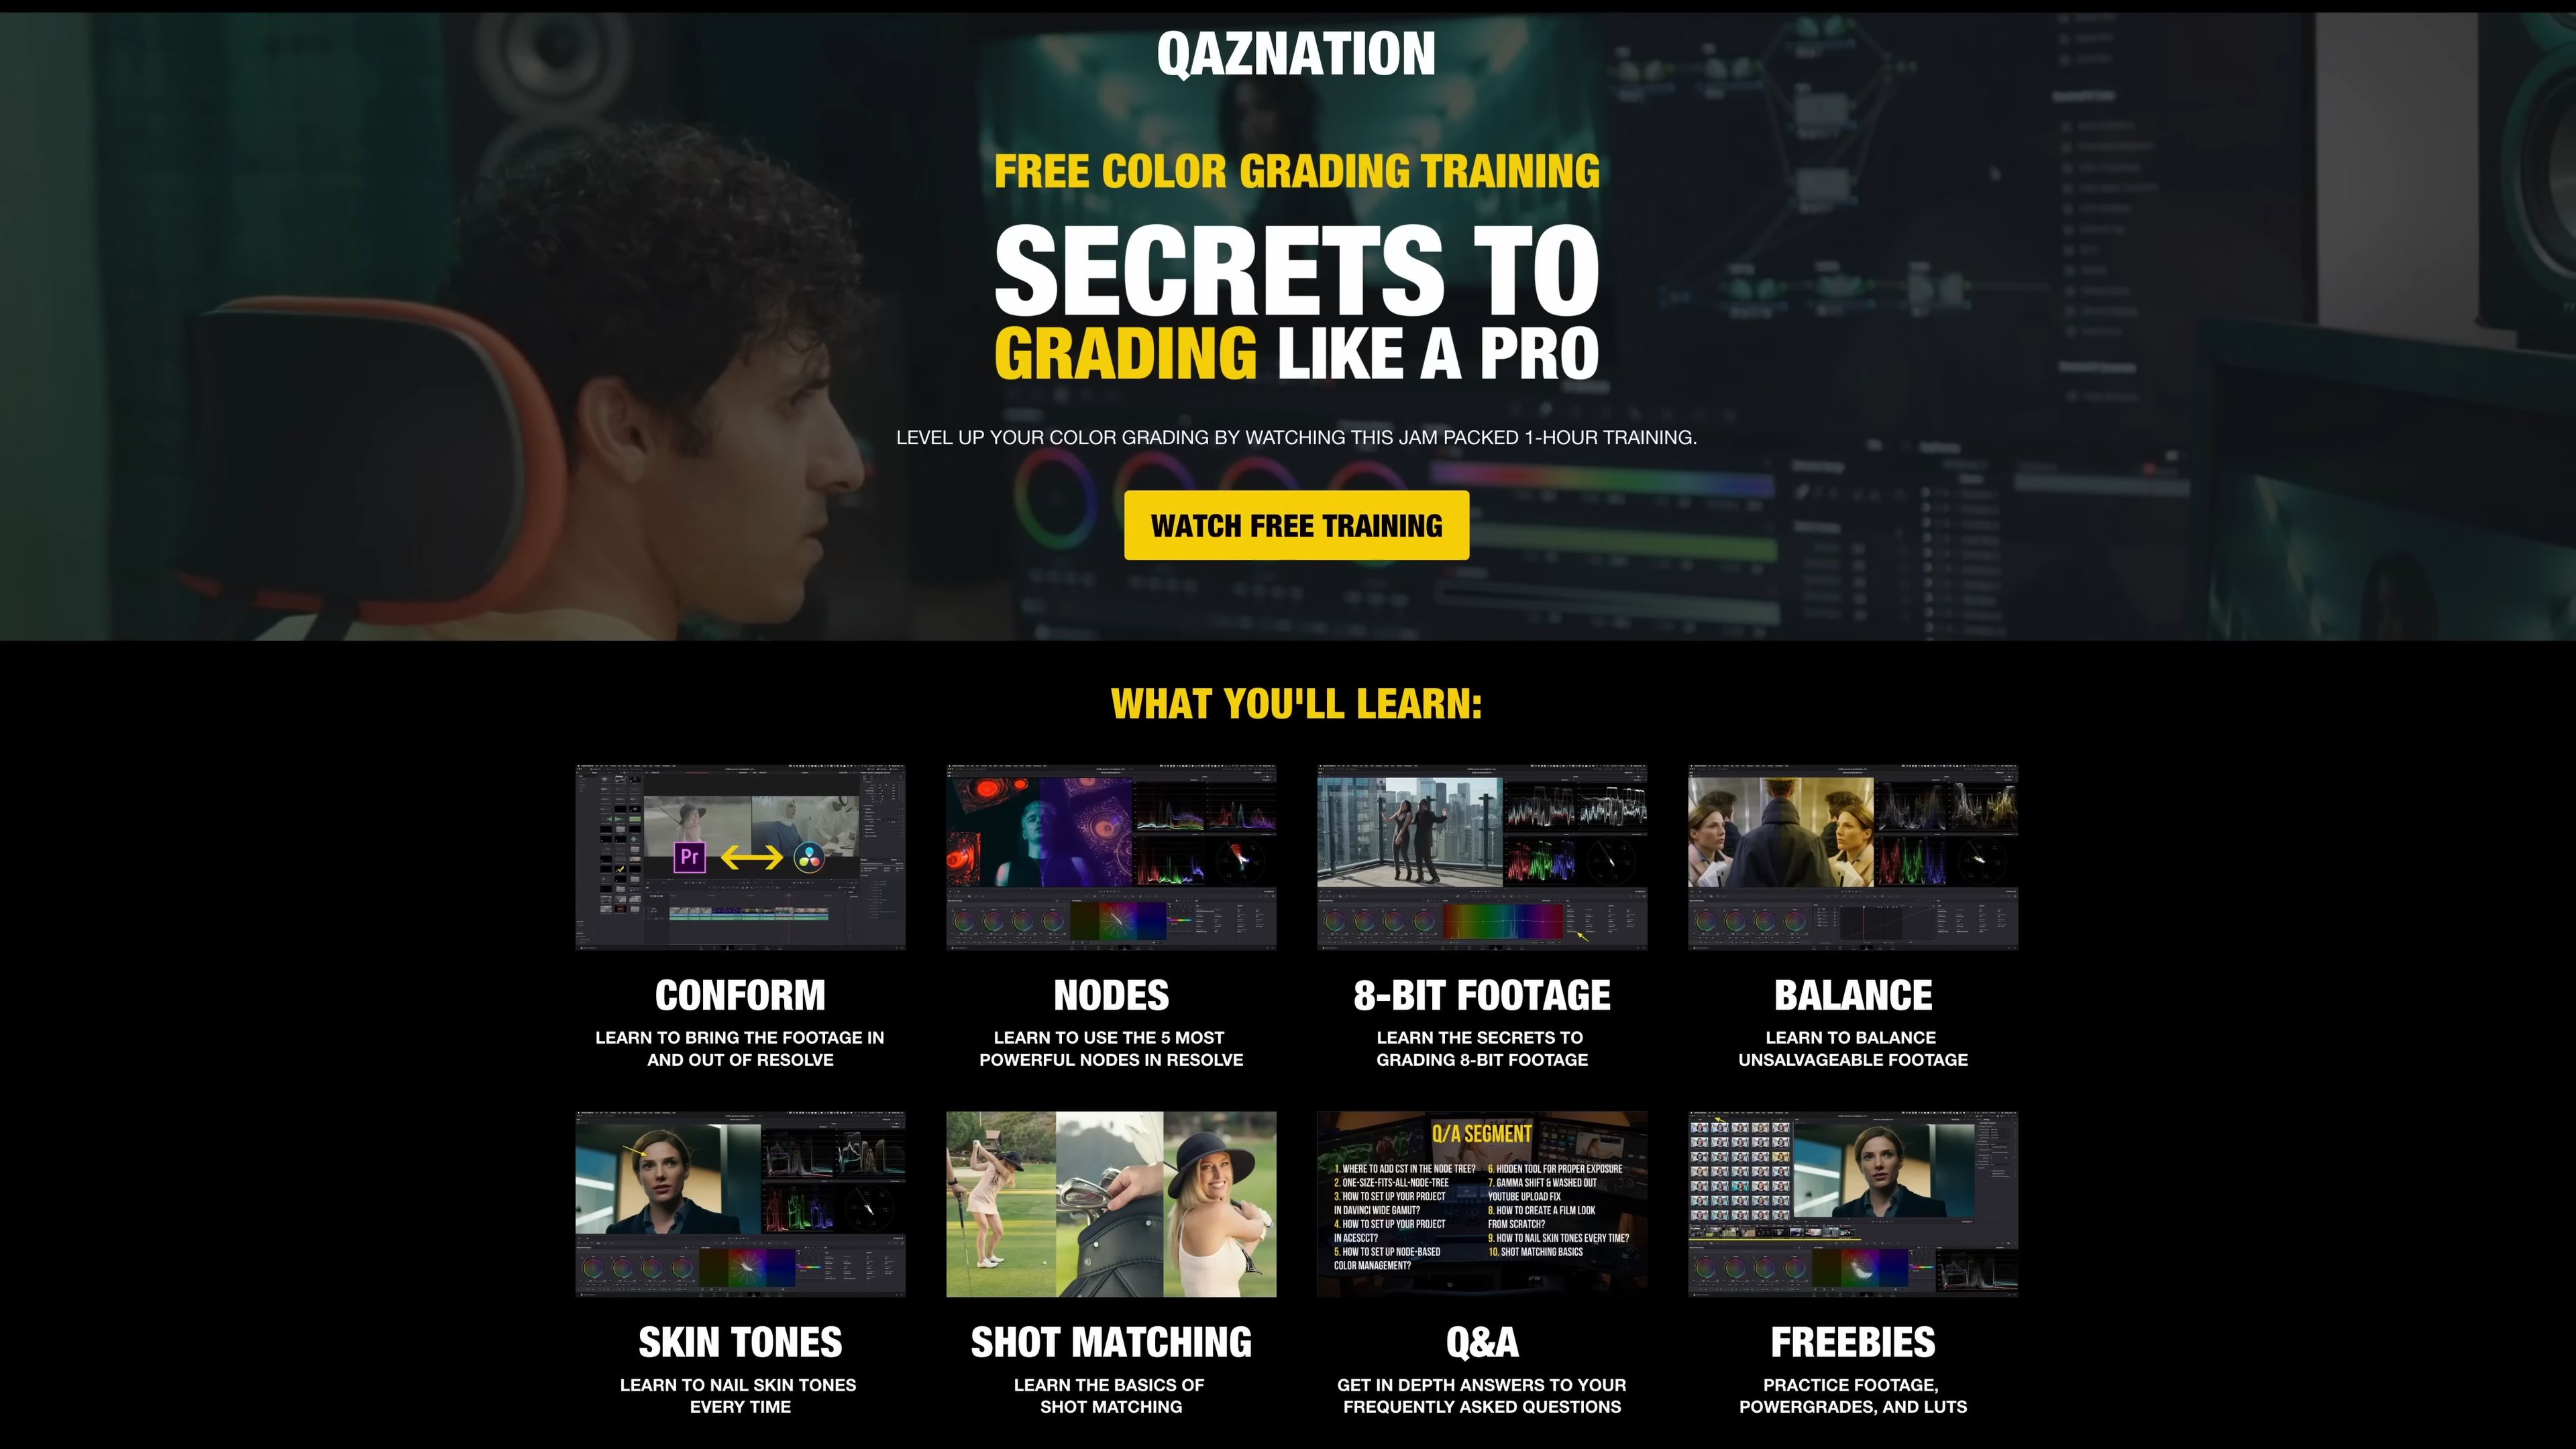 QAZNATION
FREE COLOR GRADING TRAINING
SECRETS TO
GRADING LIKE A PRO
LEVEL UP YOUR COLOR GRADING BY WATCHING THIS JAM PACKED 1-HOUR TRAINING.
WATCH FREE TRAINING
WHAT YOU'LL LEARN:
Pr
CONFORM
LEARN TO BRING THE FOOTAGE IN
AND OUT OF RESOLVE
NODES
LEARN TO USE THE 5 MOST
POWERFUL NODES IN RESOLVE
8-BIT FOOTAGE
LEARN THE SECRETS TO
GRADING 8-BIT FOOTAGE
BALANCE
LEARN TO BALANCE
UNSALVAGEABLE FOOTAGE
SKIN TONES
LEARN TO NAIL SKIN TONES
EVERY TIME
SHOT MATCHING
LEARN THE BASICS OF
SHOT MATCHING
Q/A SEGMENT
1. WHERE TO ADD CST IN THE NODE TREE?
2. ONE-SIZE-FITS-ALL-NODE-TREE
3. HOW TO SET UP YOUR PROJECT
IN DAVINCI WIDE GAMUT?
4. HOW TO SET UP YOUR PROJECT
IN ACESCCT?
5. HOW TO SET UP NODE-BASED
COLOR MANAGEMENT?
6. HIDDEN TOOL FOR PROPER EXPOSURE
7. GAMMA SHIFT & WASHED OUT
YOUTUBE UPLOAD FIX
8. HOW TO CREATE A FILM LOOK
FROM SCRATCH?
9. HOW TO NAIL SKIN TONES EVERY TIME?
10. SHOT MATCHING BASICS
Q&A
GET IN DEPTH ANSWERS TO YOUR
FREQUENTLY ASKED QUESTIONS
FREEBIES
PRACTICE FOOTAGE,
POWERGRADES, AND LUTS